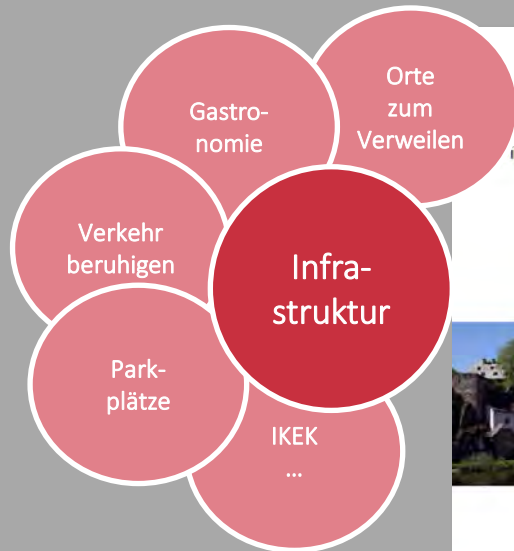 Orte
zum
Verweilen
Gastro-
nomie
Verkehr
beruhigen
Infra-
struktur
Park-
plätze
IKEK
...